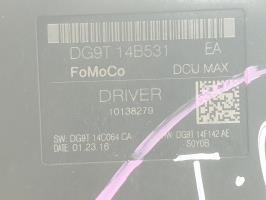 DG9T 14B531 EA
FoMoCo DCU MAX
DRIVER
10138279
SW: DG9T 14C064 CA HW: DG9T 14F142 AE
DATE 01.23.16 S0Y0B